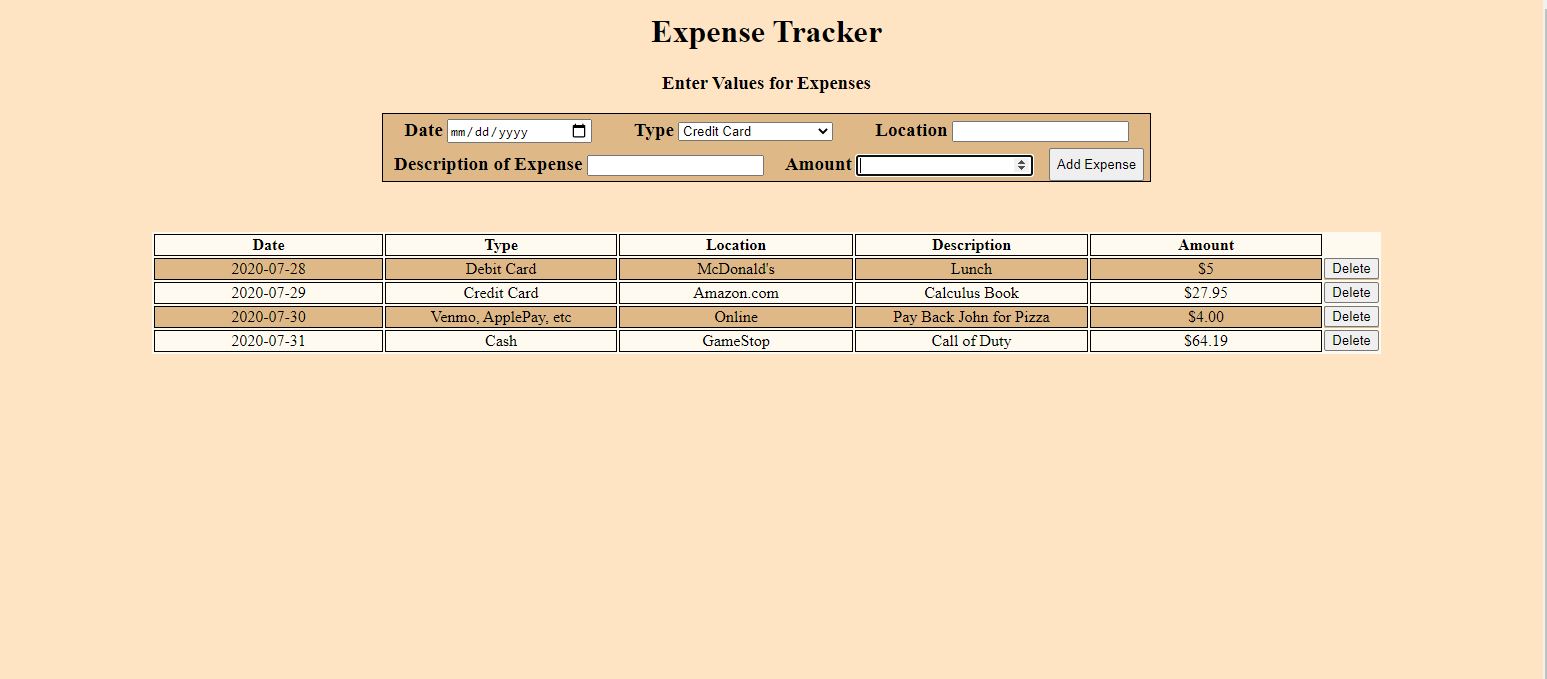 Expense Tracker
Enter Values for Expenses
Date mm/dd/yyyy Type Credit Card Location
Description of Expense Amount Add Expense
Date Type Location Description Amount
2020-07-28 Debit Card McDonald's Lunch $5 Delete
2020-07-29 Credit Card Amazon.com Calculus Book $27.95 Delete
2020-07-30 Venmo, ApplePay, etc Online Pay Back John for Pizza $4.00 Delete
2020-07-31 Cash GameStop Call of Duty $64.19 Delete